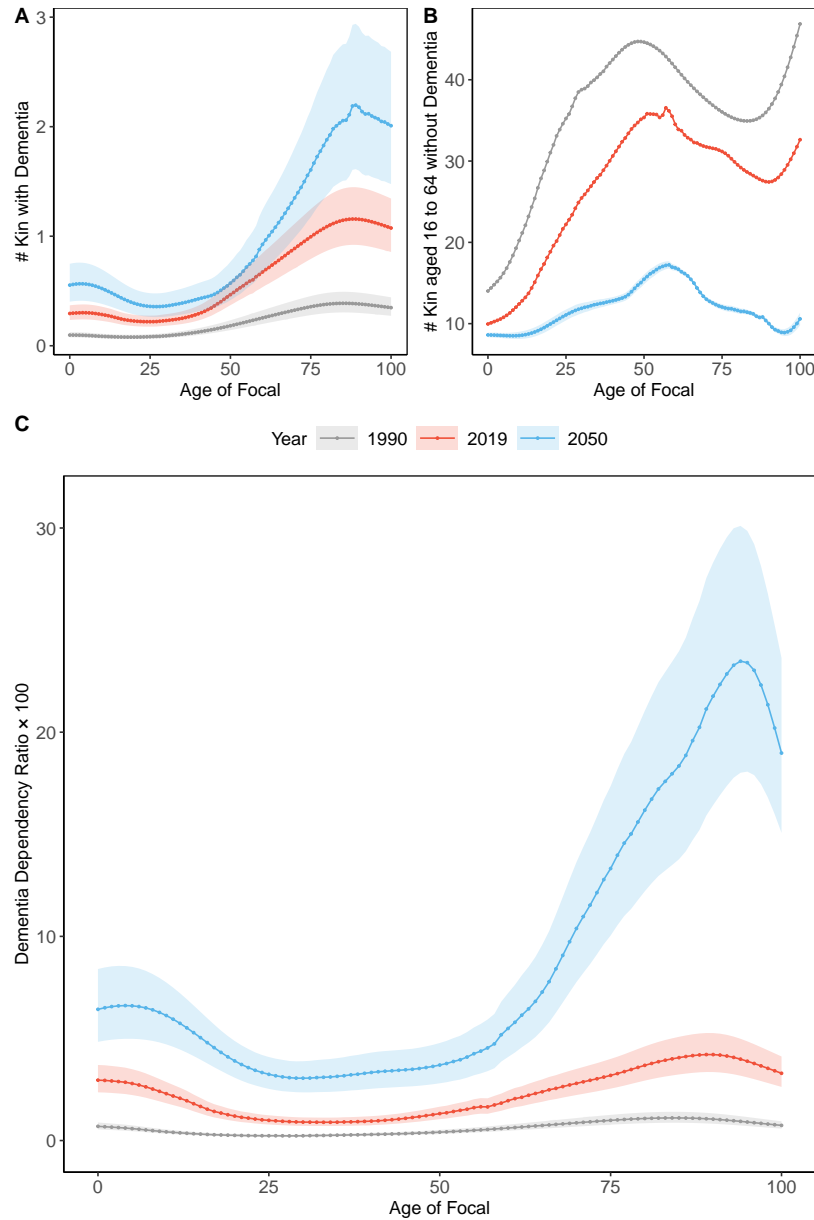 A
# Kin with Dementia
3
2
1
0
0 25 50 75 100
Age of Focal
B
# Kin aged 16 to 64 without Dementia
40
30
20
10
0 25 50 75 100
Age of Focal
C
Year 1990 2019 2050
Dementia Dependency Ratio × 100
30
20
10
0
0 25 50 75 100
Age of Focal